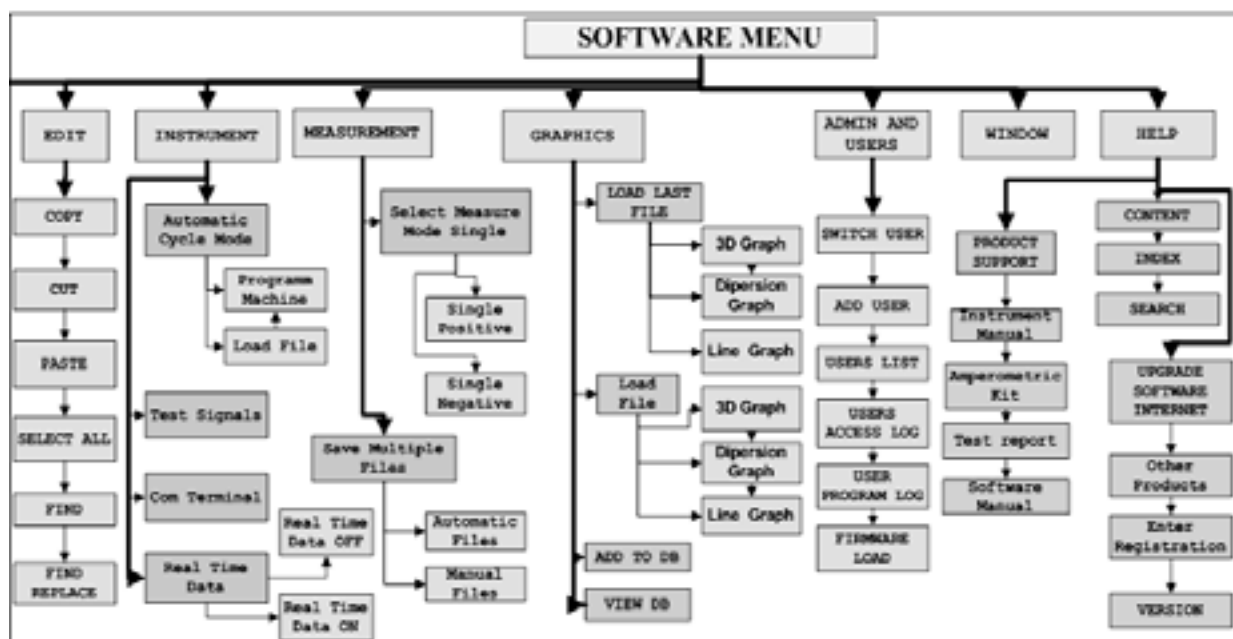 SOFTWARE MENU
EDIT
INSTRUMENT
MEASUREMENT
GRAPHICS
ADMIN AND
USERS
WINDOW
HELP
COPY
CUT
PASTE
SELECT ALL
FIND
FIND
REPLACE
Automatic
Cycle Mode
Programm
Machine
Load File
Test Signals
Com Terminal
Real Time
Data
Real Time
Data OFF
Real Time
Data ON
Select Measure
Mode Single
Single
Positive
Single
Negative
Save Multiple
Files
Automatic
Files
Manual
Files
LOAD LAST
FILE
3D Graph
Dipersion
Graph
Line Graph
Load
File
3D Graph
Dipersion
Graph
Line Graph
ADD TO DB
VIEW DB
SWITCH USER
ADD USER
USERS LIST
USERS
ACCESS LOG
USER
PROGRAM LOG
FIRMWARE
LOAD
PRODUCT
SUPPORT
Instrument
Manual
Amperometric
Kit
Test report
Software
Manual
CONTENT
INDEX
SEARCH
UPGRADE
SOFTWARE
INTERNET
Other
Products
Enter
Registration
VERSION